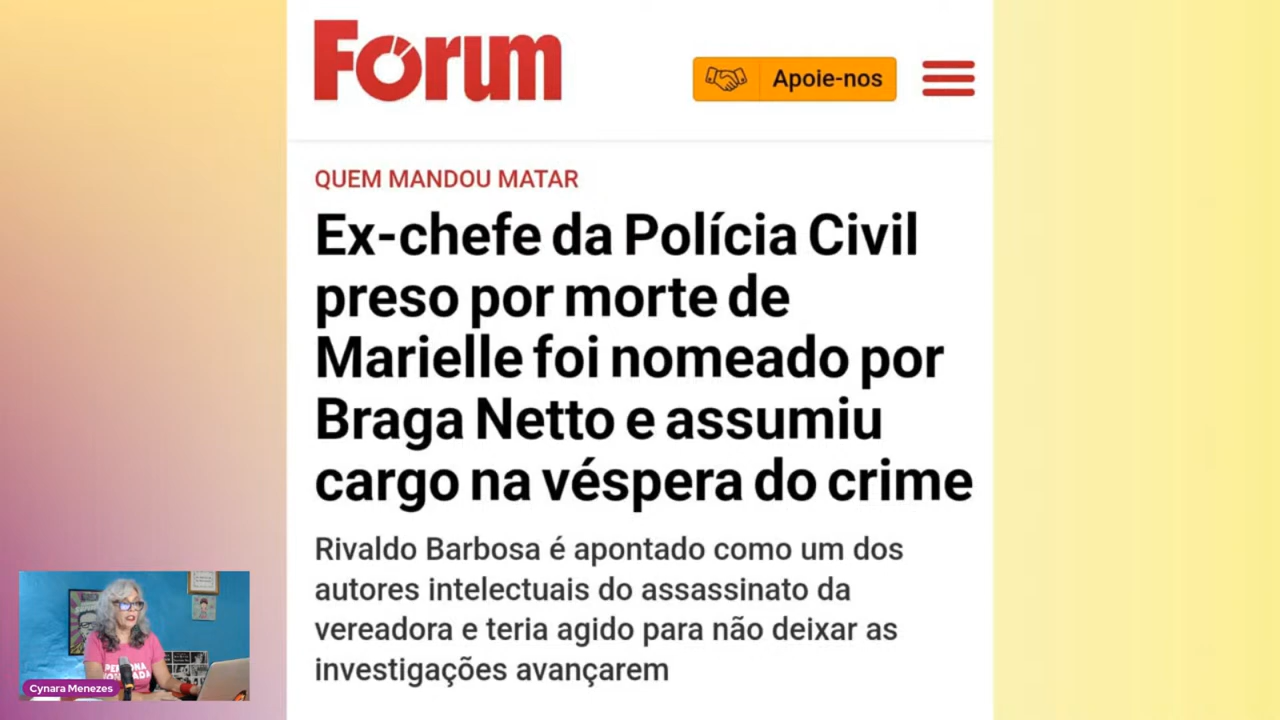 Fórum
Apoie-nos
QUEM MANDOU MATAR
Ex-chefe da Polícia Civil
preso por morte de
Marielle foi nomeado por
Braga Netto e assumiu
cargo na véspera do crime
Rivaldo Barbosa é apontado como um dos
autores intelectuais do assassinato da
vereadora e teria agido para não deixar as
investigações avançarem
Cynara Menezes